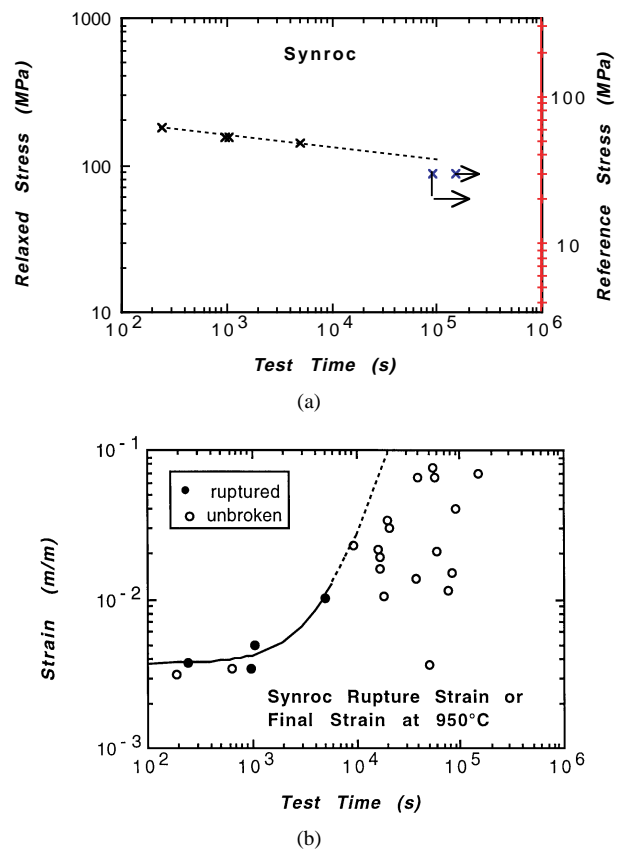 1000
Synroc
100
10
Relaxed Stress (MPa)
100
10
Reference Stress (MPa)
10^2 10^3 10^4 10^5 10^6
Test Time (s)
(a)
10^-1
10^-2
10^-3
Strain (m/m)
ruptured
unbroken
Synroc Rupture Strain or
Final Strain at 950°C
10^2 10^3 10^4 10^5 10^6
Test Time (s)
(b)